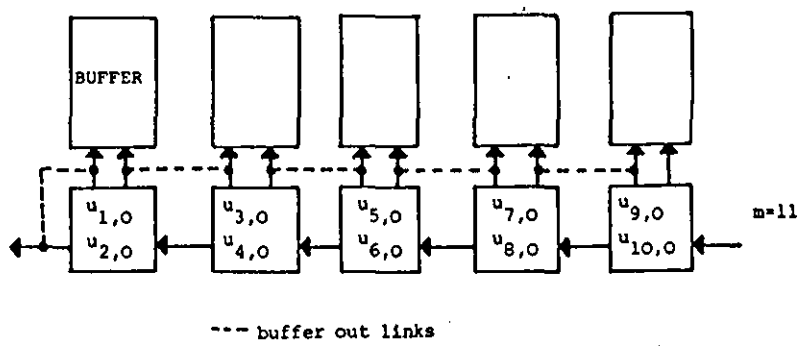 BUFFER
u1,0 u3,0 u5,0 u7,0 u9,0
u2,0 u4,0 u6,0 u8,0 u10,0
m=11
--- buffer out links